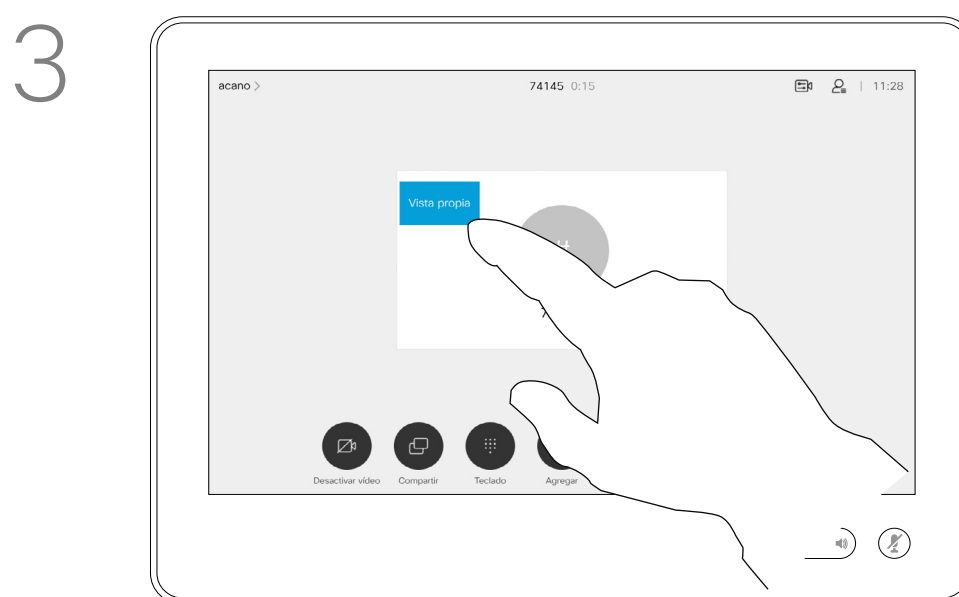 3
acano >
74145 0:15
11:28
Vista propia
Desactivar vídeo
Compartir
Teclado
Agregar